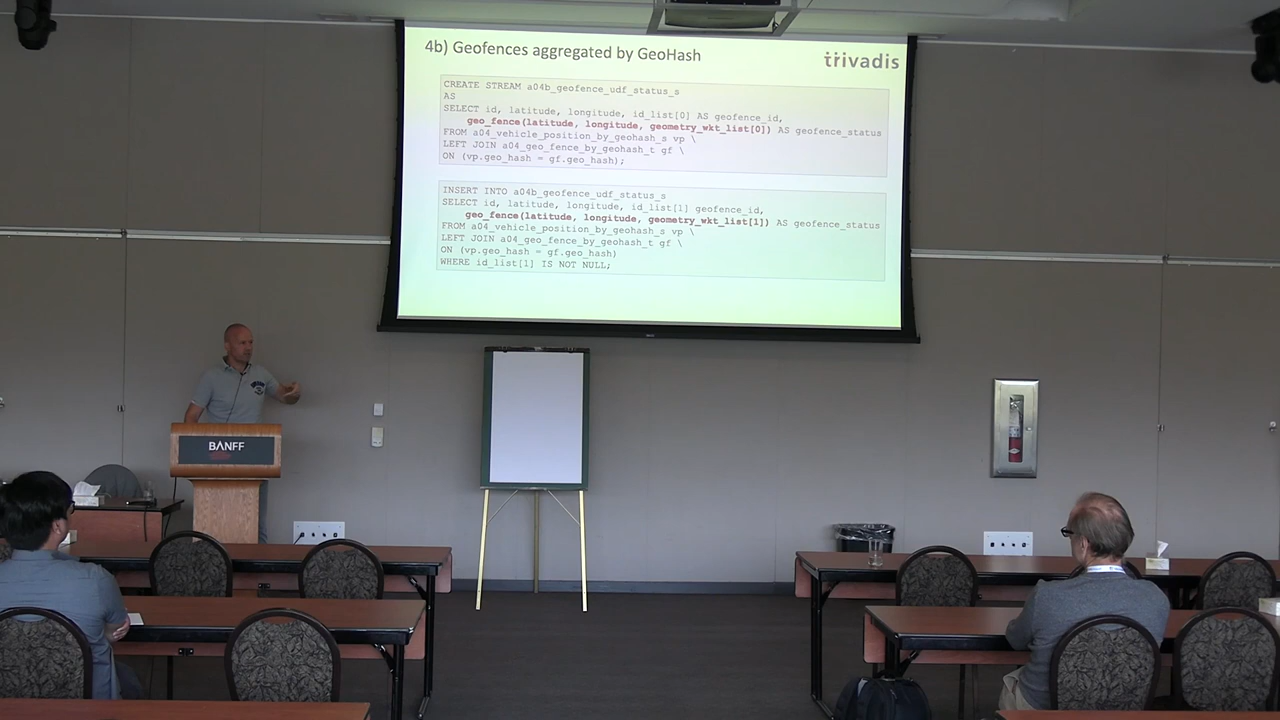 4b) Geofences aggregated by GeoHash
trivadis
CREATE STREAM a04b_geofence_udf_status_s
AS
SELECT id, latitude, longitude, id_list[0] AS geofence_id,
geo_fence(latitude, longitude, geometry_wkt_list[0]) AS geofence_status
FROM a04_vehicle_position_by_geohash_s vp \
LEFT JOIN a04_geo_fence_by_geohash_t gf \
ON (vp.geo_hash = gf.geo_hash);
INSERT INTO a04b_geofence_udf_status_s
SELECT id, latitude, longitude, id_list[1] geofence_id,
geo_fence(latitude, longitude, geometry_wkt_list[1]) AS geofence_status
FROM a04_vehicle_position_by_geohash_s vp \
LEFT JOIN a04_geo_fence_by_geohash_t gf \
ON (vp.geo_hash = gf.geo_hash)
WHERE id_list[1] IS NOT NULL;
BANFF